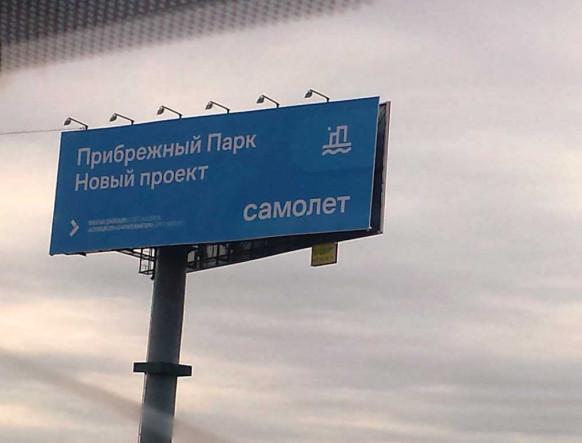 Прибрежный Парк
Новый проект
самолет